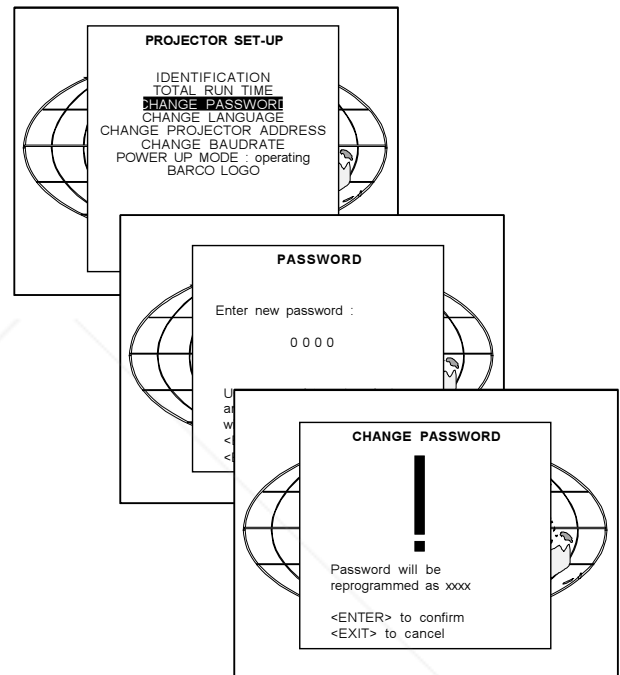 PROJECTOR SET-UP
IDENTIFICATION
TOTAL RUN TIME
CHANGE PASSWORD
CHANGE LANGUAGE
CHANGE PROJECTOR ADDRESS
CHANGE BAUDRATE
POWER UP MODE : operating
BARCO LOGO
PASSWORD
Enter new password :
0 0 0 0
CHANGE PASSWORD
!
Password will be
reprogrammed as xxxx
<ENTER> to confirm
<EXIT> to cancel